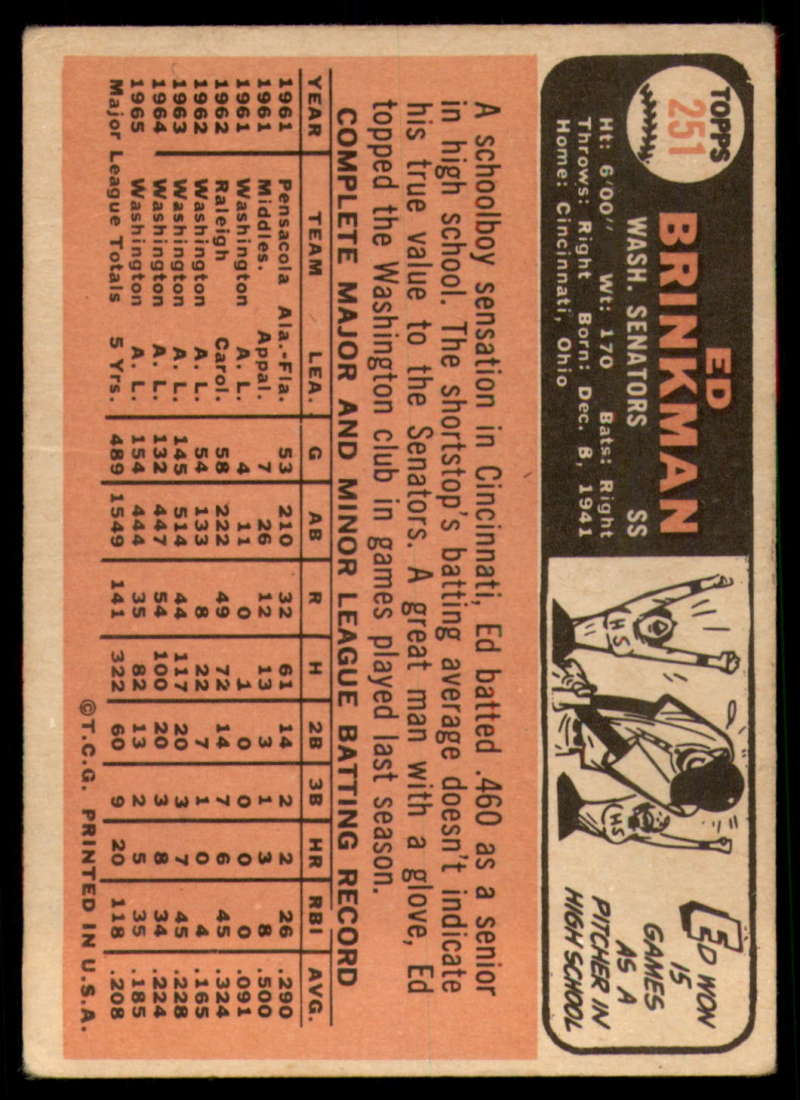 TOPPS
251
ED
BRINKMAN
WASH. SENATORS SS
Ht: 6'00" Wt: 170 Bats: Right
Throws: Right Born: Dec. 8, 1941
Home: Cincinnati, Ohio
HS
HS
ED WON
15
GAMES
AS A
PITCHER IN
HIGH SCHOOL
A schoolboy sensation in Cincinnati, Ed batted .460 as a senior
in high school. The shortstop's batting average doesn't indicate
his true value to the Senators. A great man with a glove, Ed
topped the Washington club in games played last season.
COMPLETE MAJOR AND MINOR LEAGUE BATTING RECORD
YEAR TEAM LEA. G AB R H 2B 3B HR RBI AVG.
1961 Pensacola Ala.-Fla. 53 210 32 61 14 2 2 26 .290
1961 Middles. Appal. 7 26 12 13 3 1 3 8 .500
1961 Washington A. L. 4 11 0 1 0 0 0 0 .091
1962 Raleigh Carol. 58 222 49 72 14 7 6 45 .324
1962 Washington A. L. 54 133 8 22 7 1 0 4 .165
1963 Washington A. L. 145 514 44 117 20 3 7 45 .228
1964 Washington A. L. 132 447 54 100 20 3 8 34 .224
1965 Washington A. L. 154 444 35 82 13 2 5 35 .185
Major League Totals 5 Yrs. 489 1549 141 322 60 9 20 118 .208
©T.C.G. PRINTED IN U.S.A.